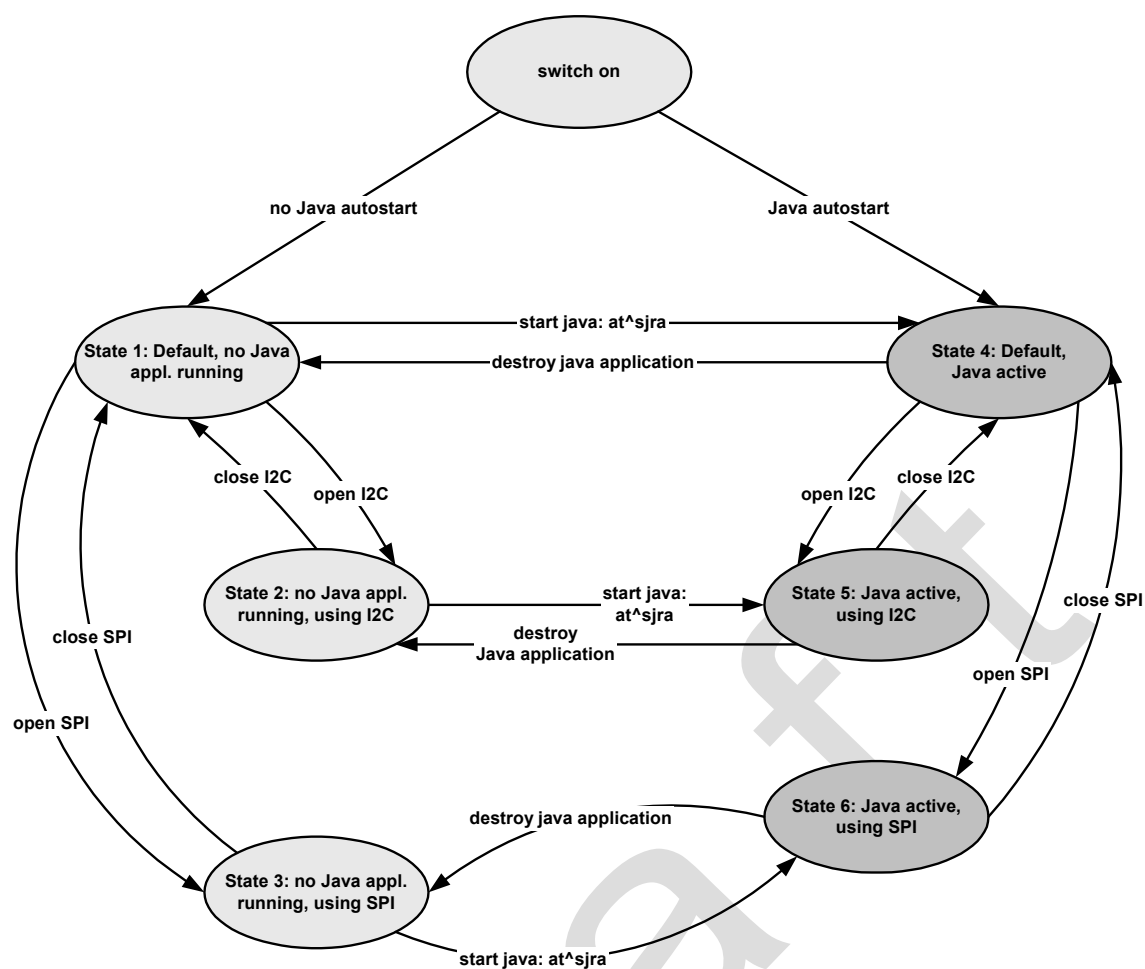 switch on
no Java autostart
Java autostart
start java: at^sjra
State 1: Default, no Java
appl. running
destroy java application
State 4: Default,
Java active
close I2C
open I2C
open I2C
close I2C
State 2: no Java appl.
running, using I2C
start java:
at^sjra
State 5: Java active,
using I2C
close SPI
destroy
Java application
close SPI
open SPI
open SPI
State 6: Java active,
using SPI
destroy java application
State 3: no Java appl.
running, using SPI
start java: at^sjra